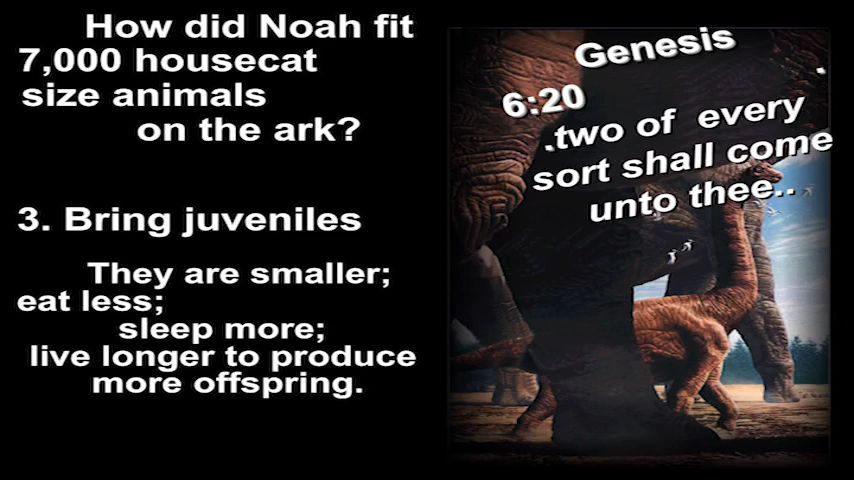 How did Noah fit
7,000 housecat
size animals
on the ark?
3. Bring juveniles
They are smaller;
eat less;
sleep more;
live longer to produce
more offspring.
Genesis
6:20 .
.two of every
sort shall come
unto thee..